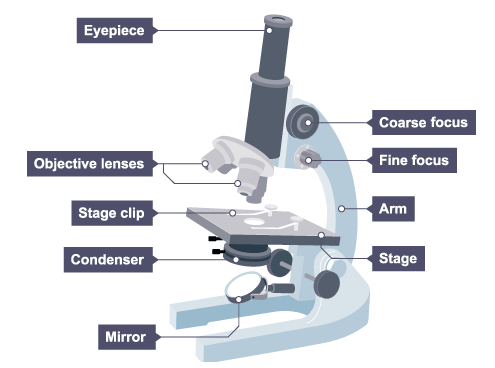 Eyepiece
Coarse focus
Objective lenses
Fine focus
Stage clip
Arm
Condenser
Stage
Mirror